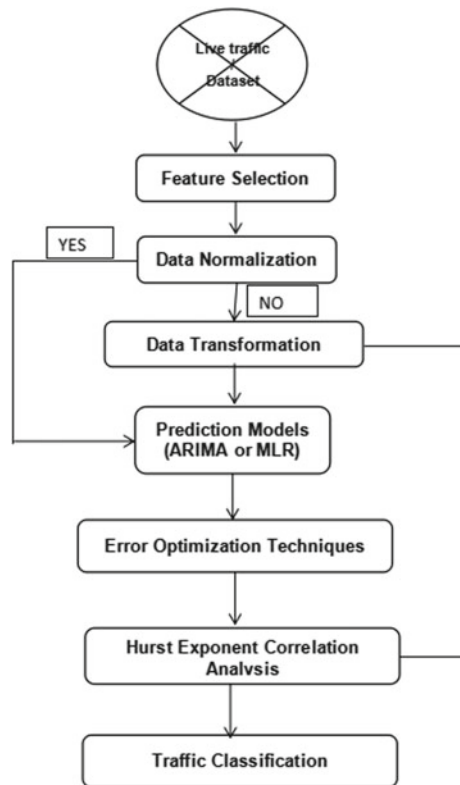 Live traffic
+
Dataset
Feature Selection
YES
Data Normalization
NO
Data Transformation
Prediction Models
(ARIMA or MLR)
Error Optimization Techniques
Hurst Exponent Correlation
Analysis
Traffic Classification